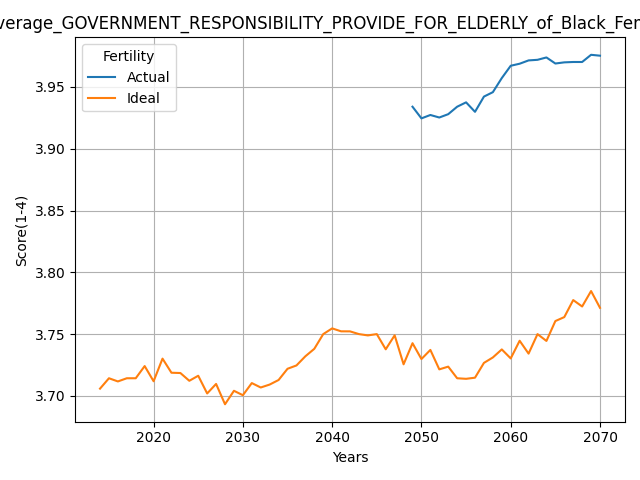 verage_GOVERNMENT_RESPONSIBILITY_PROVIDE_FOR_ELDERLY_of_Black_Fer
Fertility
Actual
Ideal
Score(1-4)
3.95
3.90
3.85
3.80
3.75
3.70
2020 2030 2040 2050 2060 2070
Years